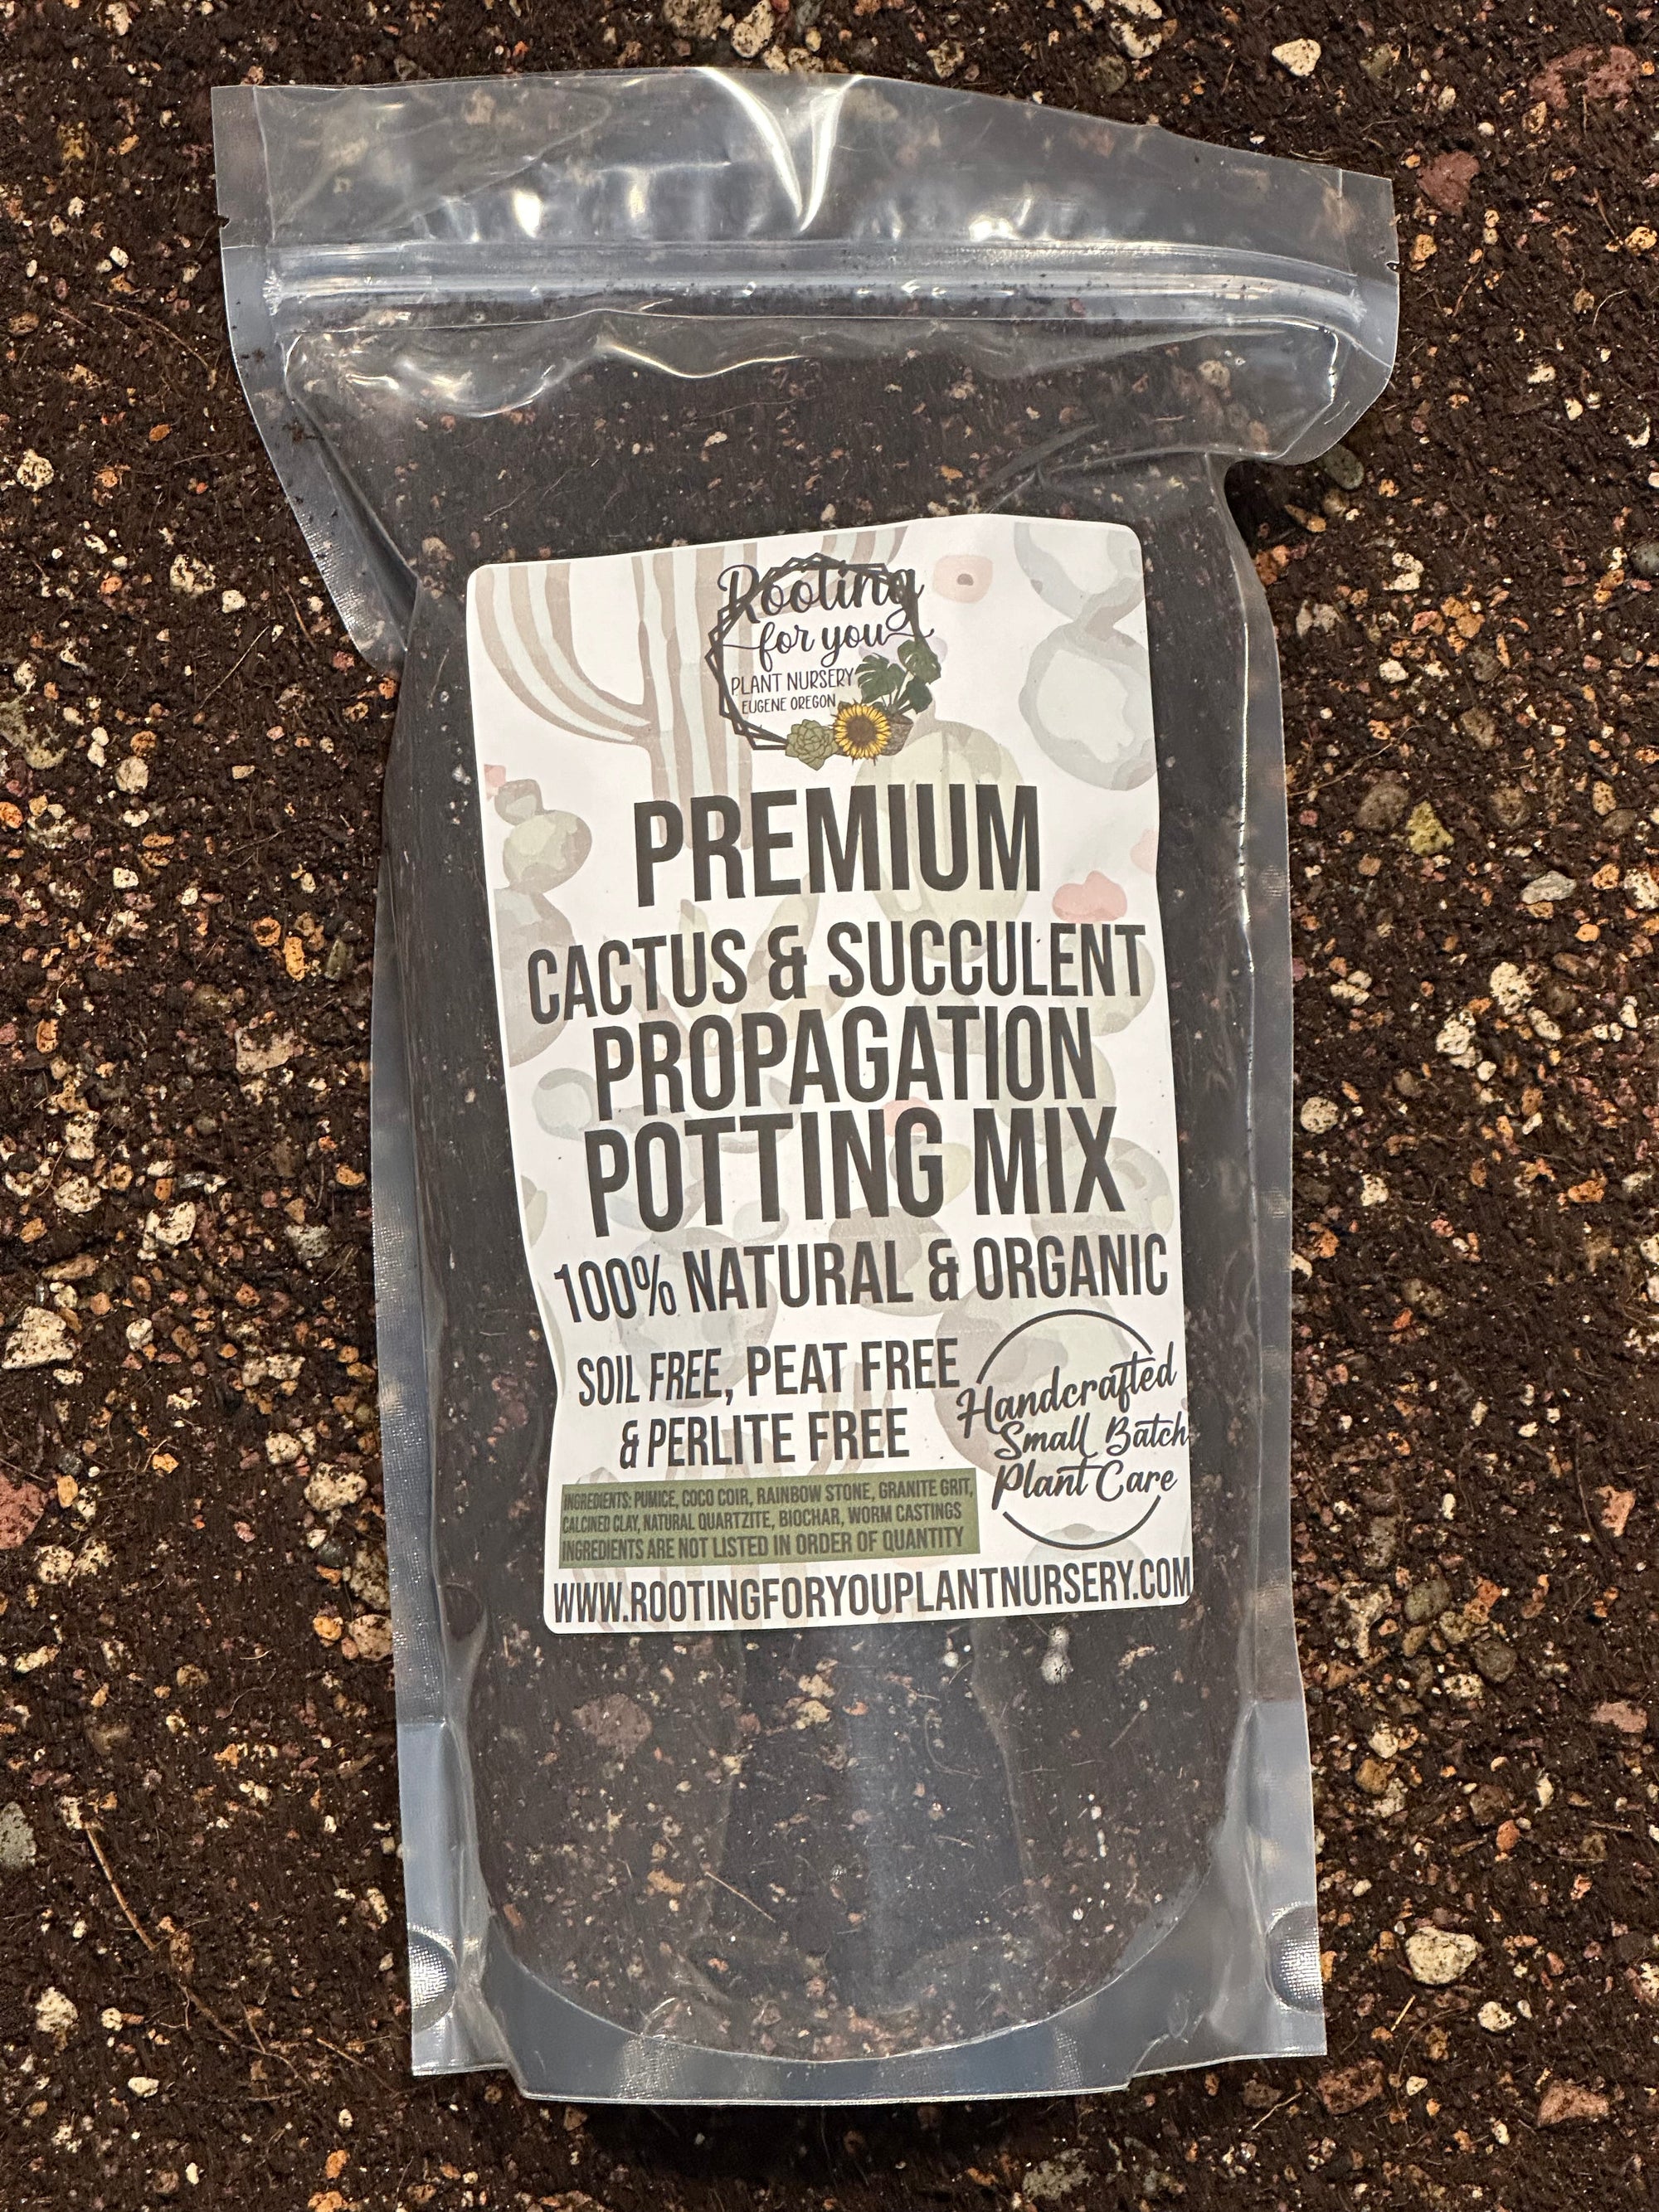 Rooting
for you
PLANT NURSERY
EUGENE OREGON
PREMIUM
CACTUS & SUCCULENT
PROPAGATION
POTTING MIX
100% NATURAL & ORGANIC
SOIL FREE, PEAT FREE
& PERLITE FREE
Handcrafted
Small Batch
Plant Care
INGREDIENTS: PUMICE, COCO COIR, RAINBOW STONE, GRANITE GRIT,
CALCINED CLAY, NATURAL QUARTZITE, BIOCHAR, WORM CASTINGS
INGREDIENTS ARE NOT LISTED IN ORDER OF QUANTITY
WWW.ROOTINGFORYOUPLANTNURSERY.COM